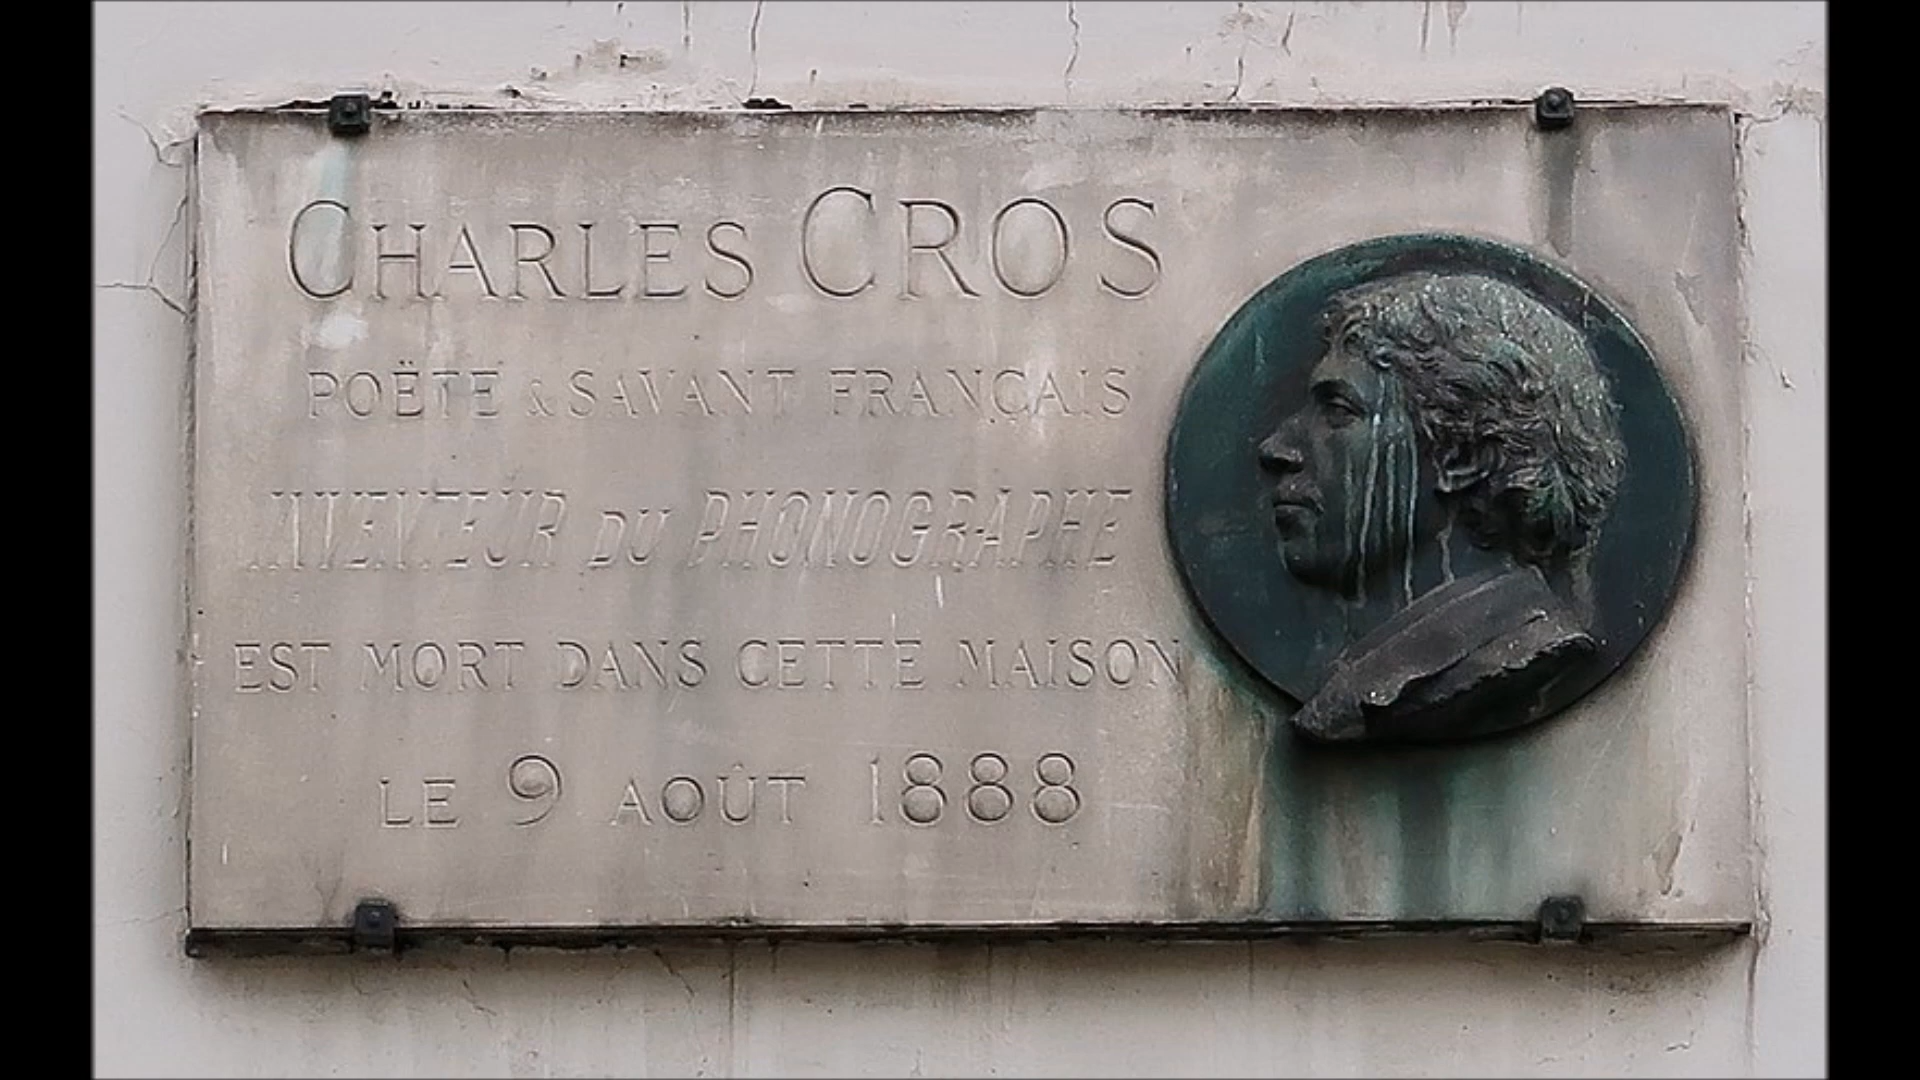 CHARLES CROS
POËTE & SAVANT FRANÇAIS
INVENTEUR DU PHONOGRAPHE
EST MORT DANS CETTE MAISON
LE 9 AOÛT 1888